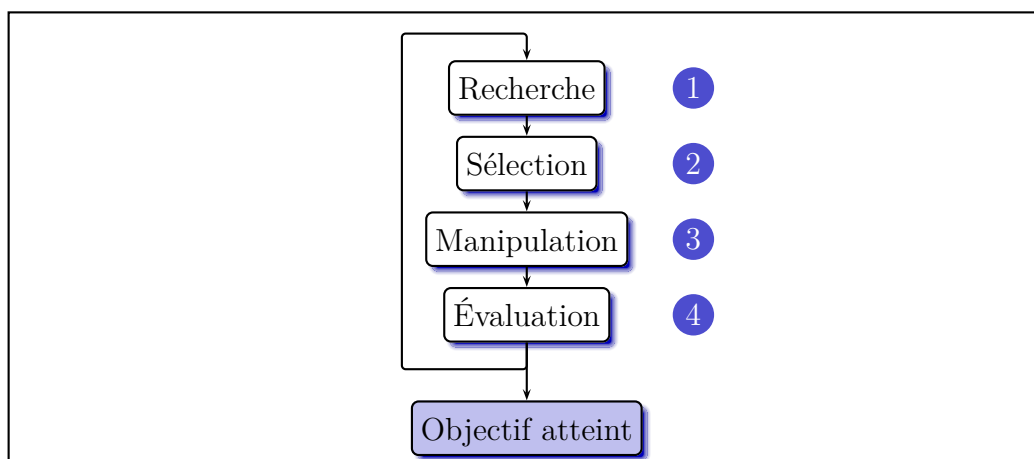 Recherche 1
Sélection 2
Manipulation 3
Évaluation 4
Objectif atteint